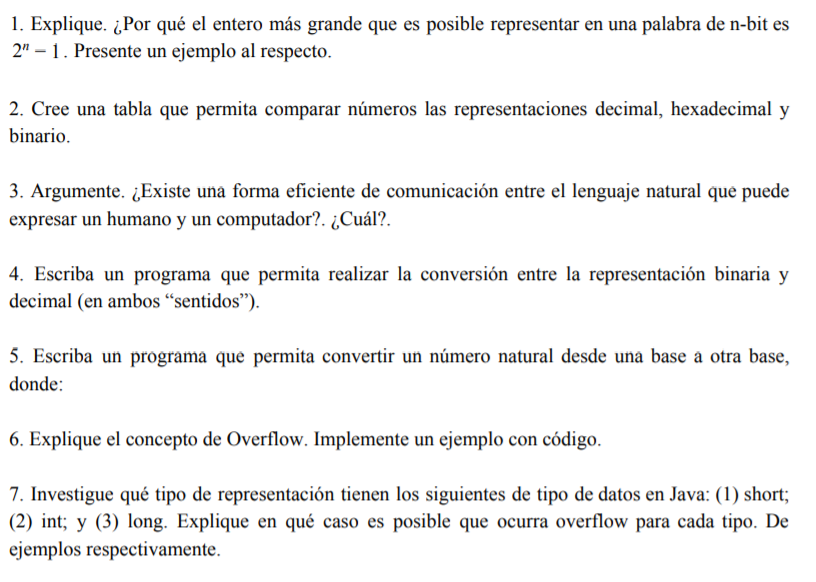 1. Explique. ¿Por qué el entero más grande que es posible representar en una palabra de n-bit es
2ⁿ − 1 . Presente un ejemplo al respecto.
2. Cree una tabla que permita comparar números las representaciones decimal, hexadecimal y
binario.
3. Argumente. ¿Existe una forma eficiente de comunicación entre el lenguaje natural que puede
expresar un humano y un computador?. ¿Cuál?.
4. Escriba un programa que permita realizar la conversión entre la representación binaria y
decimal (en ambos “sentidos”).
5. Escriba un programa que permita convertir un número natural desde una base a otra base,
donde:
6. Explique el concepto de Overflow. Implemente un ejemplo con código.
7. Investigue qué tipo de representación tienen los siguientes de tipo de datos en Java: (1) short;
(2) int; y (3) long. Explique en qué caso es posible que ocurra overflow para cada tipo. De
ejemplos respectivamente.